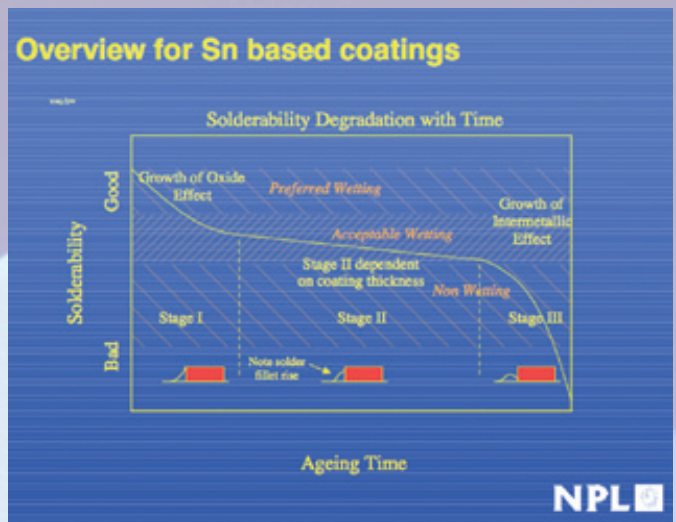 Overview for Sn based coatings
Solderability Degradation with Time
Good
Solderability
Bad
Growth of Oxide
Effect
Preferred Wetting
Growth of
Intermetallic
Effect
Acceptable Wetting
Stage II dependent
on coating thickness
Non Wetting
Stage I
Stage II
Stage III
Note solder
fillet rise
Ageing Time
NPL